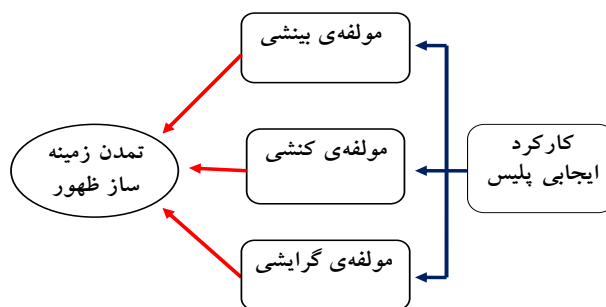 کارکرد
ایجابی پلیس
مولفه‌ی بینشی
مولفه‌ی کنشی
مولفه‌ی گرایشی
تمدن زمینه
ساز ظهور